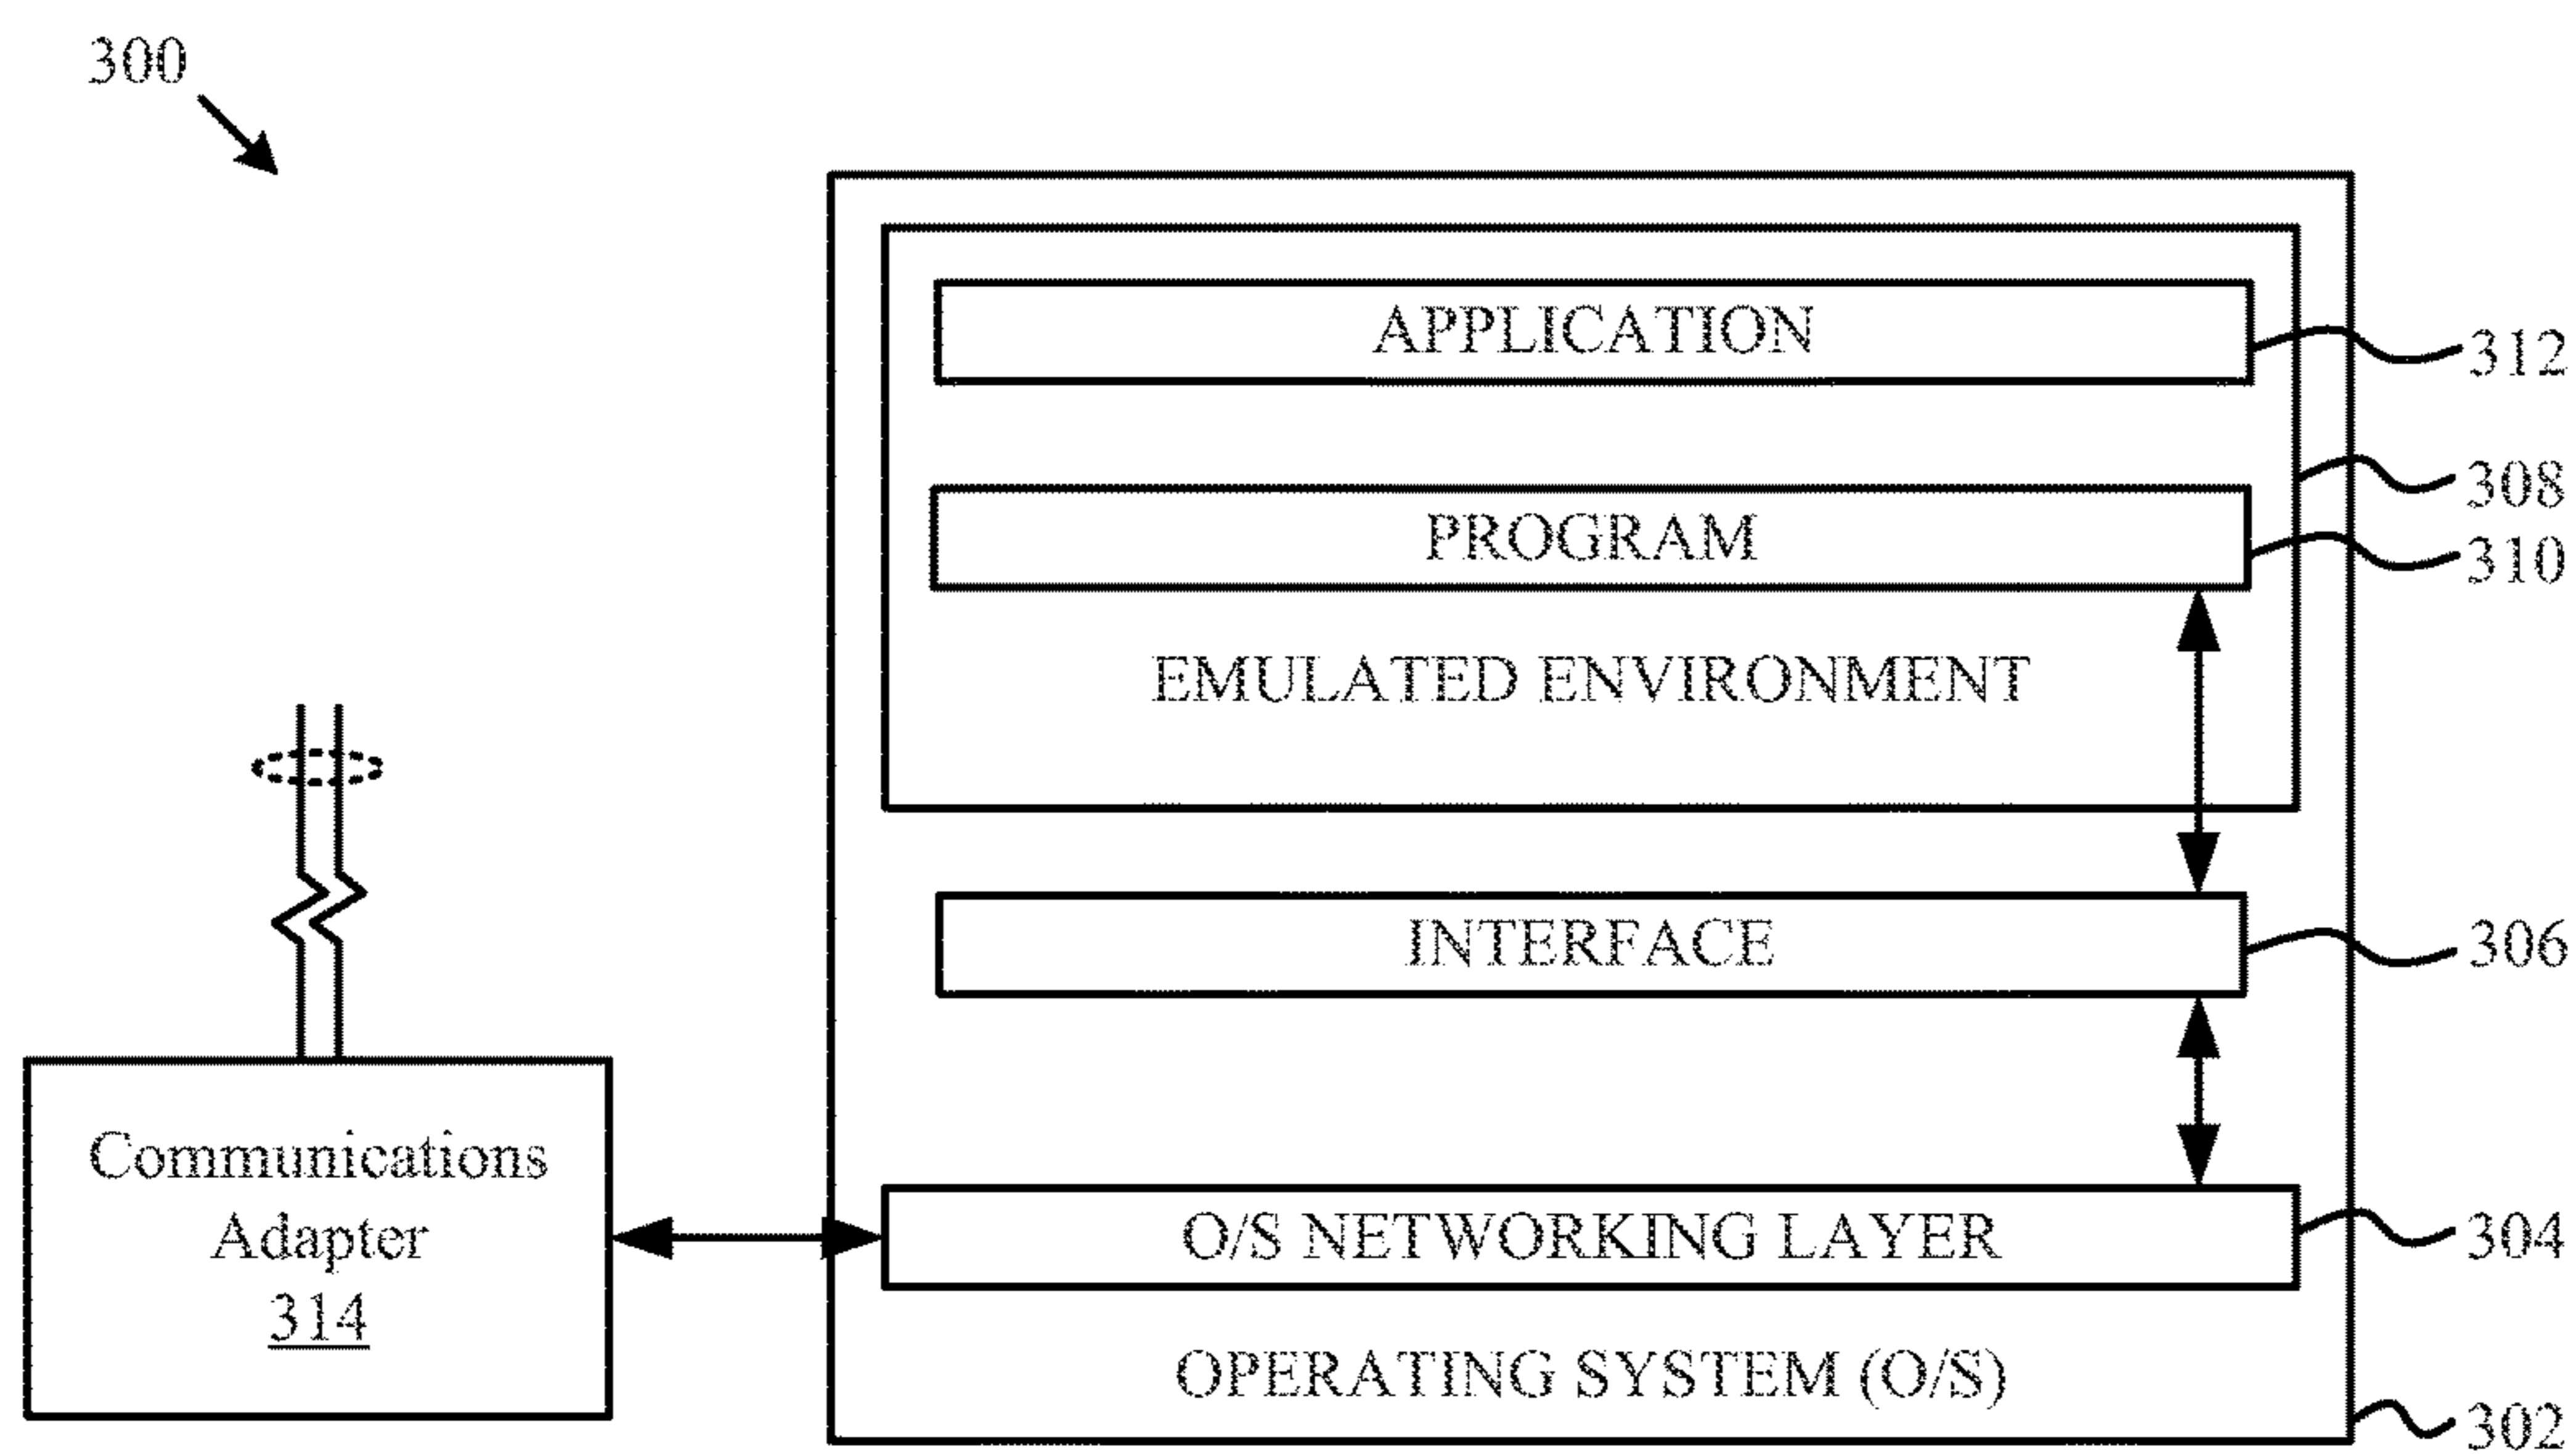 300
APPLICATION
312
308
PROGRAM
310
EMULATED ENVIRONMENT
INTERFACE
306
Communications
Adapter
314
O/S NETWORKING LAYER
304
OPERATING SYSTEM (O/S)
302